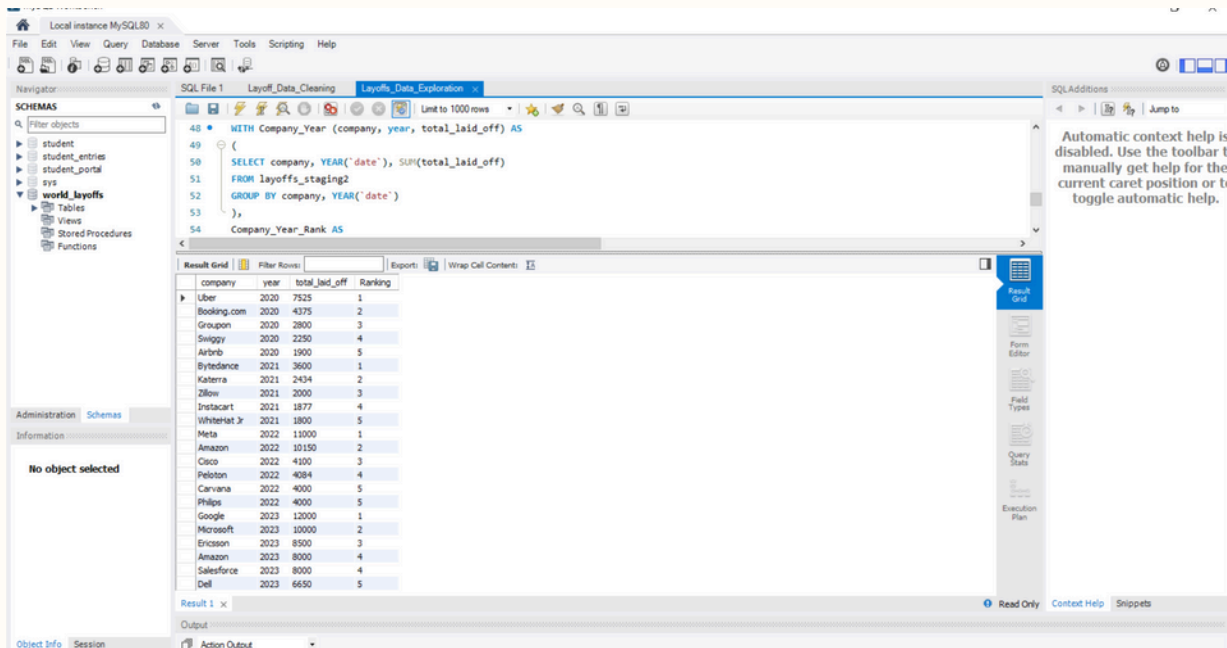 Local instance MySQL80 ×
File Edit View Query Database Server Tools Scripting Help
Navigator
SCHEMAS
Filter objects
student
student_entries
student_portal
sys
world_layoffs
Tables
Views
Stored Procedures
Functions
Administration Schemas
Information
No object selected
Object Info Session
SQL File 1 Layoff_Data_Cleaning Layoffs_Data_Exploration ×
Limit to 1000 rows
48 WITH Company_Year (company, year, total_laid_off) AS
49 (
50 SELECT company, YEAR(`date`), SUM(total_laid_off)
51 FROM layoffs_staging2
52 GROUP BY company, YEAR(`date`)
53 ),
54 Company_Year_Rank AS
Result Grid Filter Rows: Export: Wrap Cell Content:
company year total_laid_off Ranking
Uber 2020 7525 1
Booking.com 2020 4375 2
Groupon 2020 2800 3
Swiggy 2020 2250 4
Airbnb 2020 1900 5
Bytedance 2021 3600 1
Katerra 2021 2434 2
Zillow 2021 2000 3
Instacart 2021 1877 4
WhiteHat Jr 2021 1800 5
Meta 2022 11000 1
Amazon 2022 10150 2
Cisco 2022 4100 3
Peloton 2022 4084 4
Carvana 2022 4000 5
Philips 2022 4000 5
Google 2023 12000 1
Microsoft 2023 10000 2
Ericsson 2023 8500 3
Amazon 2023 8000 4
Salesforce 2023 8000 4
Dell 2023 6650 5
Result Grid
Form Editor
Field Types
Query Stats
Execution Plan
Result 1 ×
Read Only
Output
Action Output
SQLAdditions
Jump to
Automatic context help is
disabled. Use the toolbar t
manually get help for the
current caret position or t
toggle automatic help.
Context Help Snippets